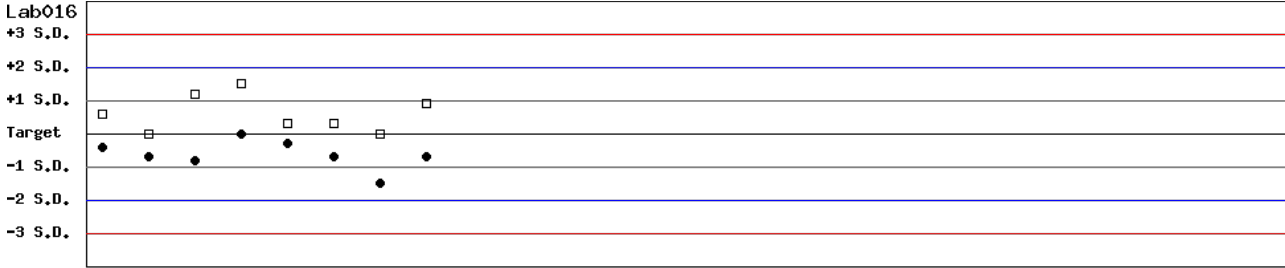 Lab016
+3 S.D.
+2 S.D.
+1 S.D.
Target
-1 S.D.
-2 S.D.
-3 S.D.